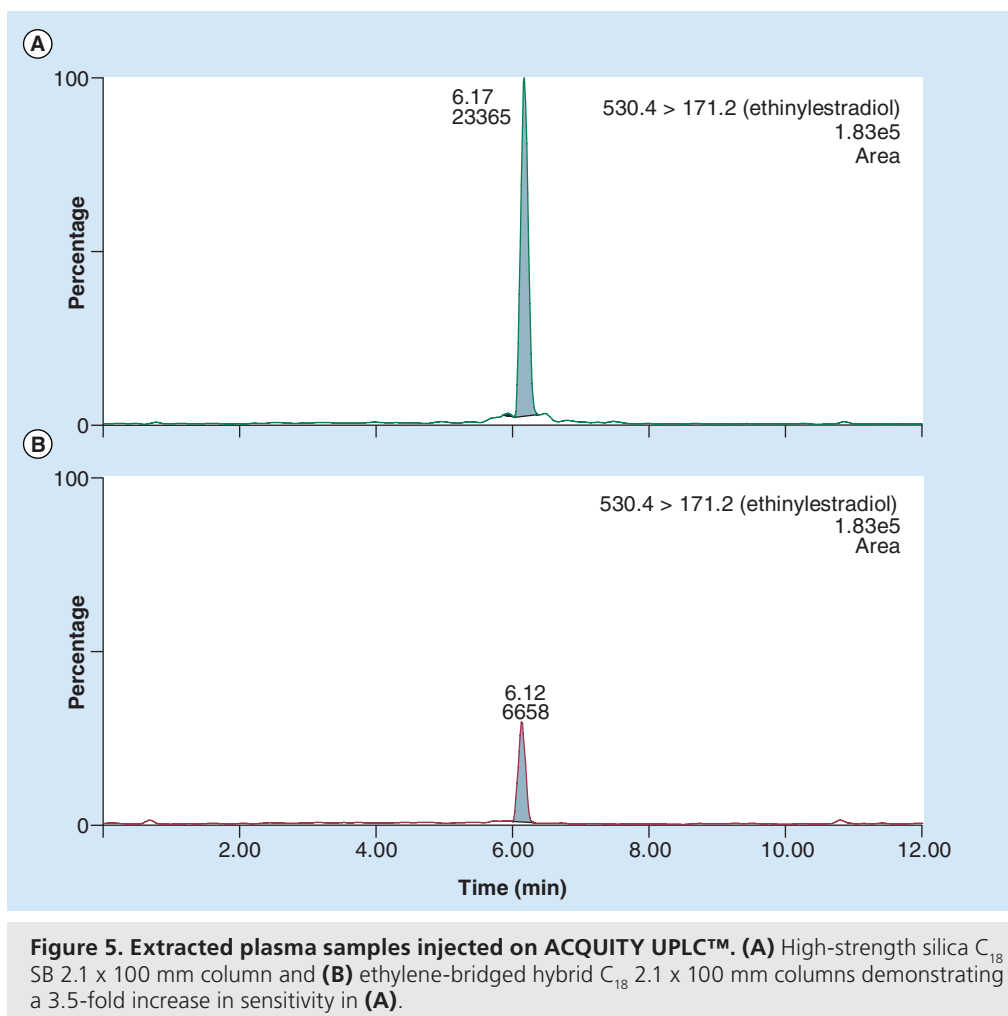 A
100
6.17
23365
530.4 > 171.2 (ethinylestradiol)
1.83e5
Area
Percentage
0
B
100
530.4 > 171.2 (ethinylestradiol)
1.83e5
Area
Percentage
6.12
6658
0
2.00 4.00 6.00 8.00 10.00 12.00
Time (min)
Figure 5. Extracted plasma samples injected on ACQUITY UPLC™. (A) High-strength silica C18
SB 2.1 x 100 mm column and (B) ethylene-bridged hybrid C18 2.1 x 100 mm columns demonstrating
a 3.5-fold increase in sensitivity in (A).